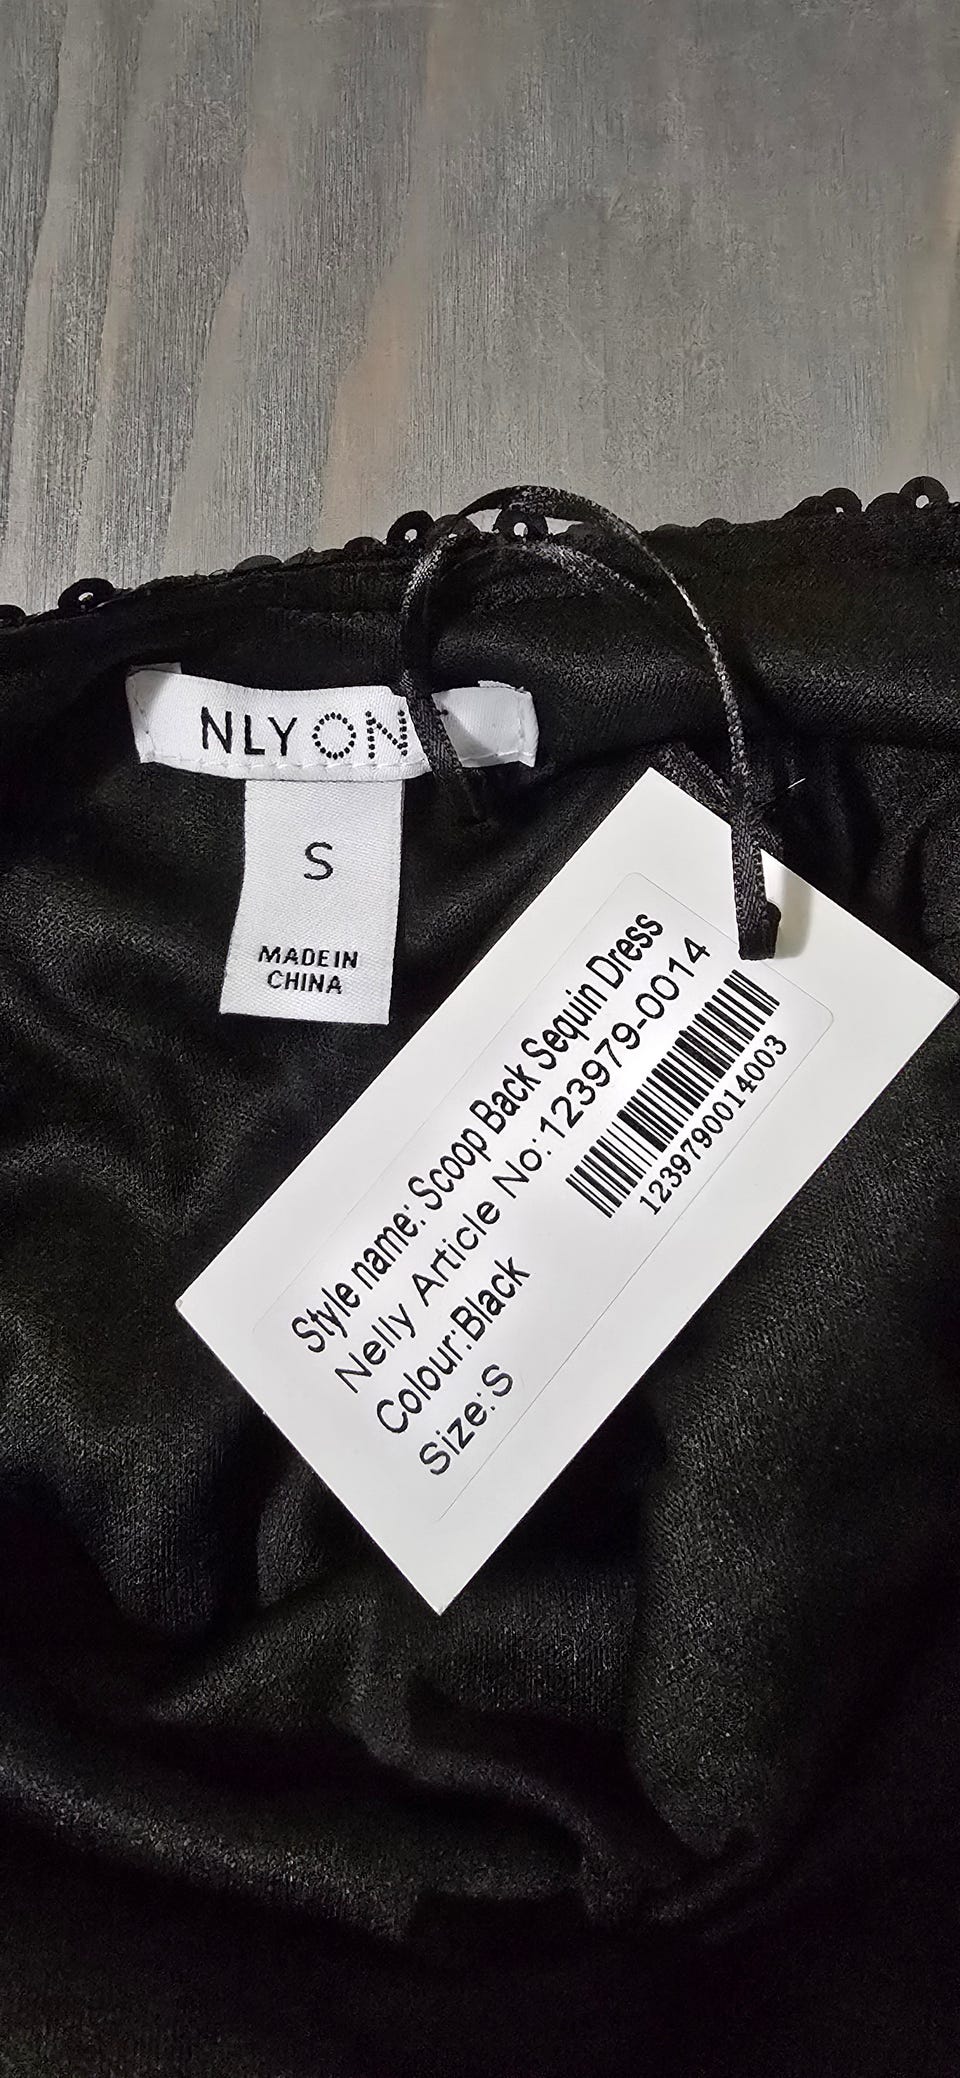 NLY ON
S
MADE IN
CHINA
Style name: Scoop Back Sequin Dress
Nelly Article No:123979-0014
Colour:Black
Size:S
1239790014003